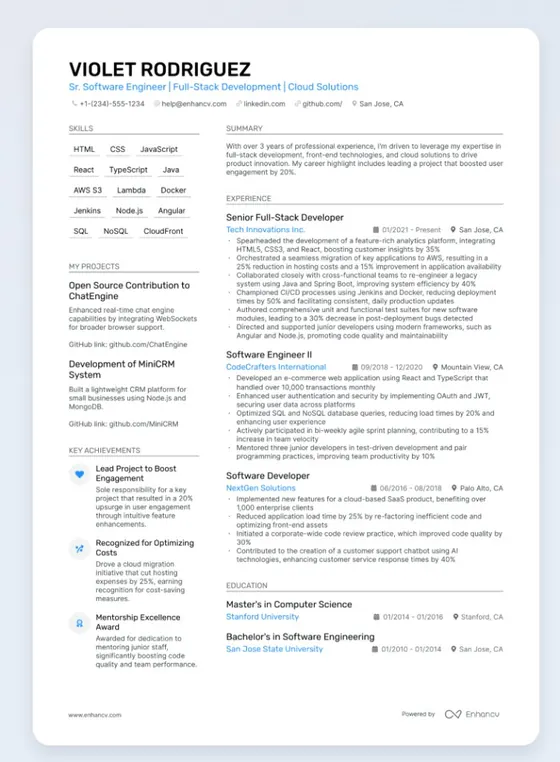 VIOLET RODRIGUEZ
Sr. Software Engineer | Full-Stack Development | Cloud Solutions
+1-(234)-555-1234 help@enhancv.com linkedin.com github.com/ San Jose, CA
SKILLS
HTML CSS JavaScript
React TypeScript Java
AWS S3 Lambda Docker
Jenkins Node.js Angular
SQL NoSQL CloudFront
MY PROJECTS
Open Source Contribution to
ChatEngine
Enhanced real-time chat engine
capabilities by integrating WebSockets
for broader browser support.
GitHub link: github.com/ChatEngine
Development of MiniCRM
System
Built a lightweight CRM platform for
small businesses using Node.js and
MongoDB.
GitHub link: github.com/MiniCRM
KEY ACHIEVEMENTS
Lead Project to Boost
Engagement
Sole responsibility for a key
project that resulted in a 20%
upsurge in user engagement
through intuitive feature
enhancements.
Recognized for Optimizing
Costs
Drove a cloud migration
initiative that cut hosting
expenses by 25%, earning
recognition for cost-saving
measures.
Mentorship Excellence
Award
Awarded for dedication to
mentoring junior staff,
significantly boosting code
quality and team performance.
SUMMARY
With over 3 years of professional experience, I'm driven to leverage my expertise in
full-stack development, front-end technologies, and cloud solutions to drive
product innovation. My career highlight includes leading a project that boosted user
engagement by 20%.
EXPERIENCE
Senior Full-Stack Developer
Tech Innovations Inc. 01/2021 - Present San Jose, CA
· Spearheaded the development of a feature-rich analytics platform, integrating
HTML5, CSS3, and React, boosting customer insights by 35%
· Orchestrated a seamless migration of key applications to AWS, resulting in a
25% reduction in hosting costs and a 15% improvement in application availability
· Collaborated closely with cross-functional teams to re-engineer a legacy
system using Java and Spring Boot, improving system efficiency by 40%
· Championed CI/CD processes using Jenkins and Docker, reducing deployment
times by 50% and facilitating consistent, daily production updates
· Authored comprehensive unit and functional test suites for new software
modules, leading to a 30% decrease in post-deployment bugs detected
· Directed and supported junior developers using modern frameworks, such as
Angular and Node.js, promoting code quality and maintainability
Software Engineer II
CodeCrafters International 09/2018 - 12/2020 Mountain View, CA
· Developed an e-commerce web application using React and TypeScript that
handled over 10,000 transactions monthly
· Enhanced user authentication and security by implementing OAuth and JWT,
securing user data across platforms
· Optimized SQL and NoSQL database queries, reducing load times by 20% and
enhancing user experience
· Actively participated in bi-weekly agile sprint planning, contributing to a 15%
increase in team velocity
· Mentored three junior developers in test-driven development and pair
programming practices, improving team productivity by 10%
Software Developer
NextGen Solutions 06/2016 - 08/2018 Palo Alto, CA
· Implemented new features for a cloud-based SaaS product, benefiting over
1,000 enterprise clients
· Reduced application load time by 25% by re-factoring inefficient code and
optimizing front-end assets
· Initiated a corporate-wide code review practice, which improved code quality by
30%
· Contributed to the creation of a customer support chatbot using AI
technologies, enhancing customer service response times by 40%
EDUCATION
Master's in Computer Science
Stanford University 01/2014 - 01/2016 Stanford, CA
Bachelor's in Software Engineering
San Jose State University 01/2010 - 01/2014 San Jose, CA
www.enhancv.com Powered by Enhancv